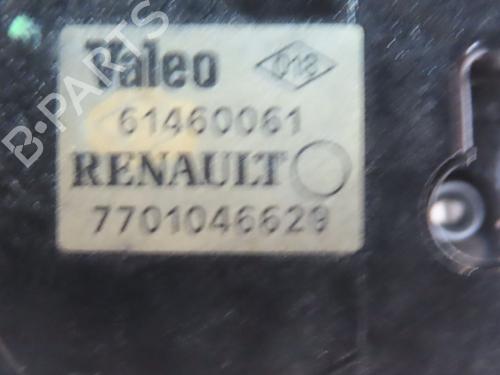 Valeo 018
61460061
RENAULT
7701046629
B-PARTS